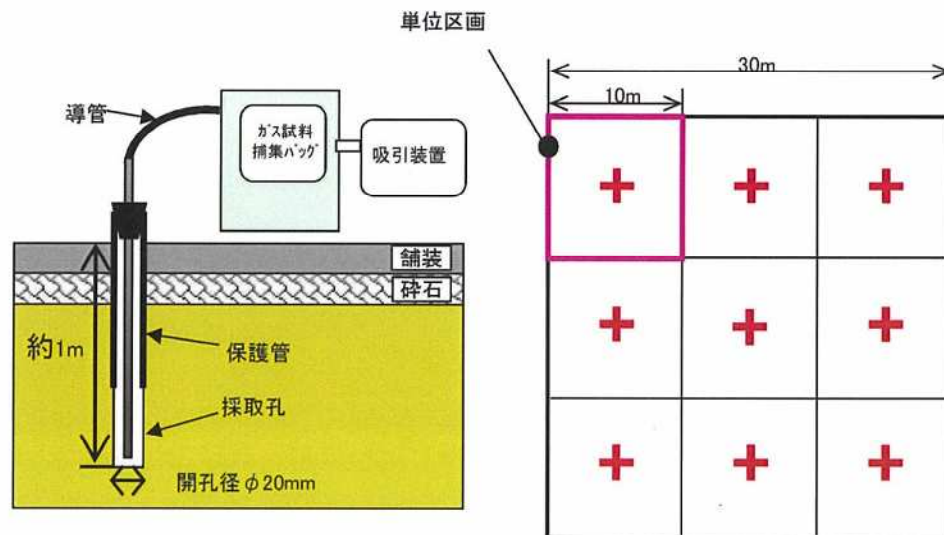 単位区画
30m
10m
導管
ガス試料
捕集バッグ
吸引装置
舗装
砕石
約1m
保護管
採取孔
開孔径φ20mm